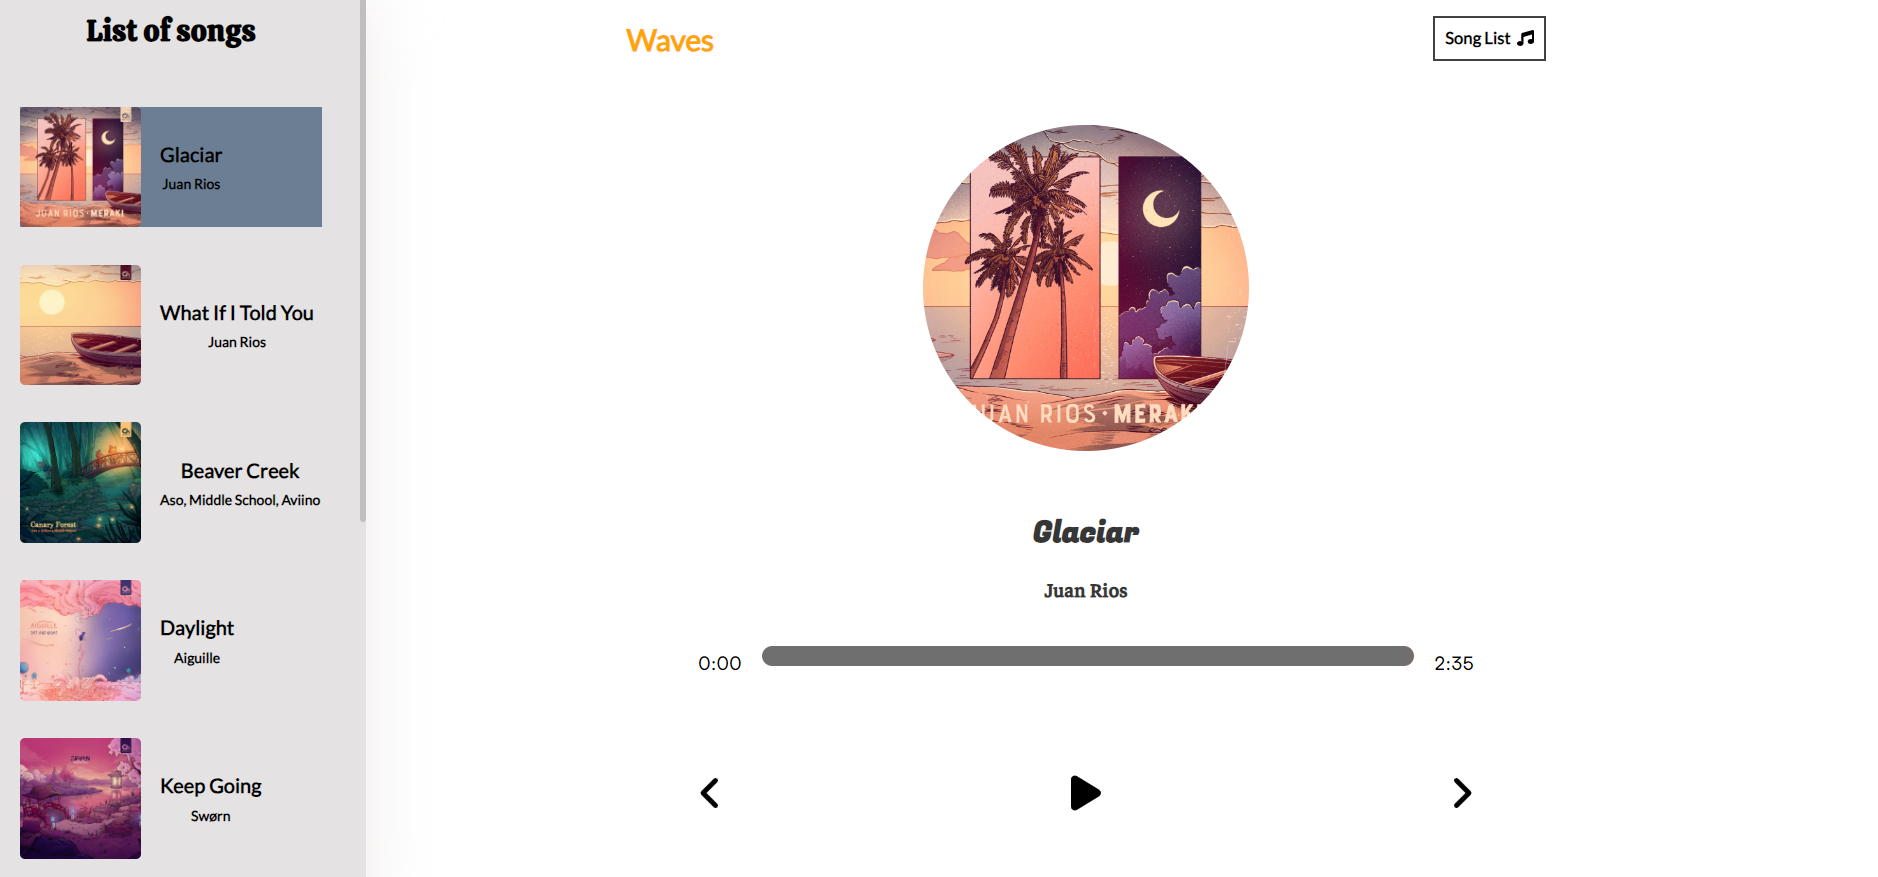 List of songs
Glaciar
Juan Rios
JUAN RIOS · MERAKI
What If I Told You
Juan Rios
Beaver Creek
Aso, Middle School, Aviino
Canary Forest
Daylight
Aiguille
AIGUILLE
Keep Going
Swørn
Waves
Song List
JUAN RIOS · MERAKI
Glaciar
Juan Rios
0:00
2:35